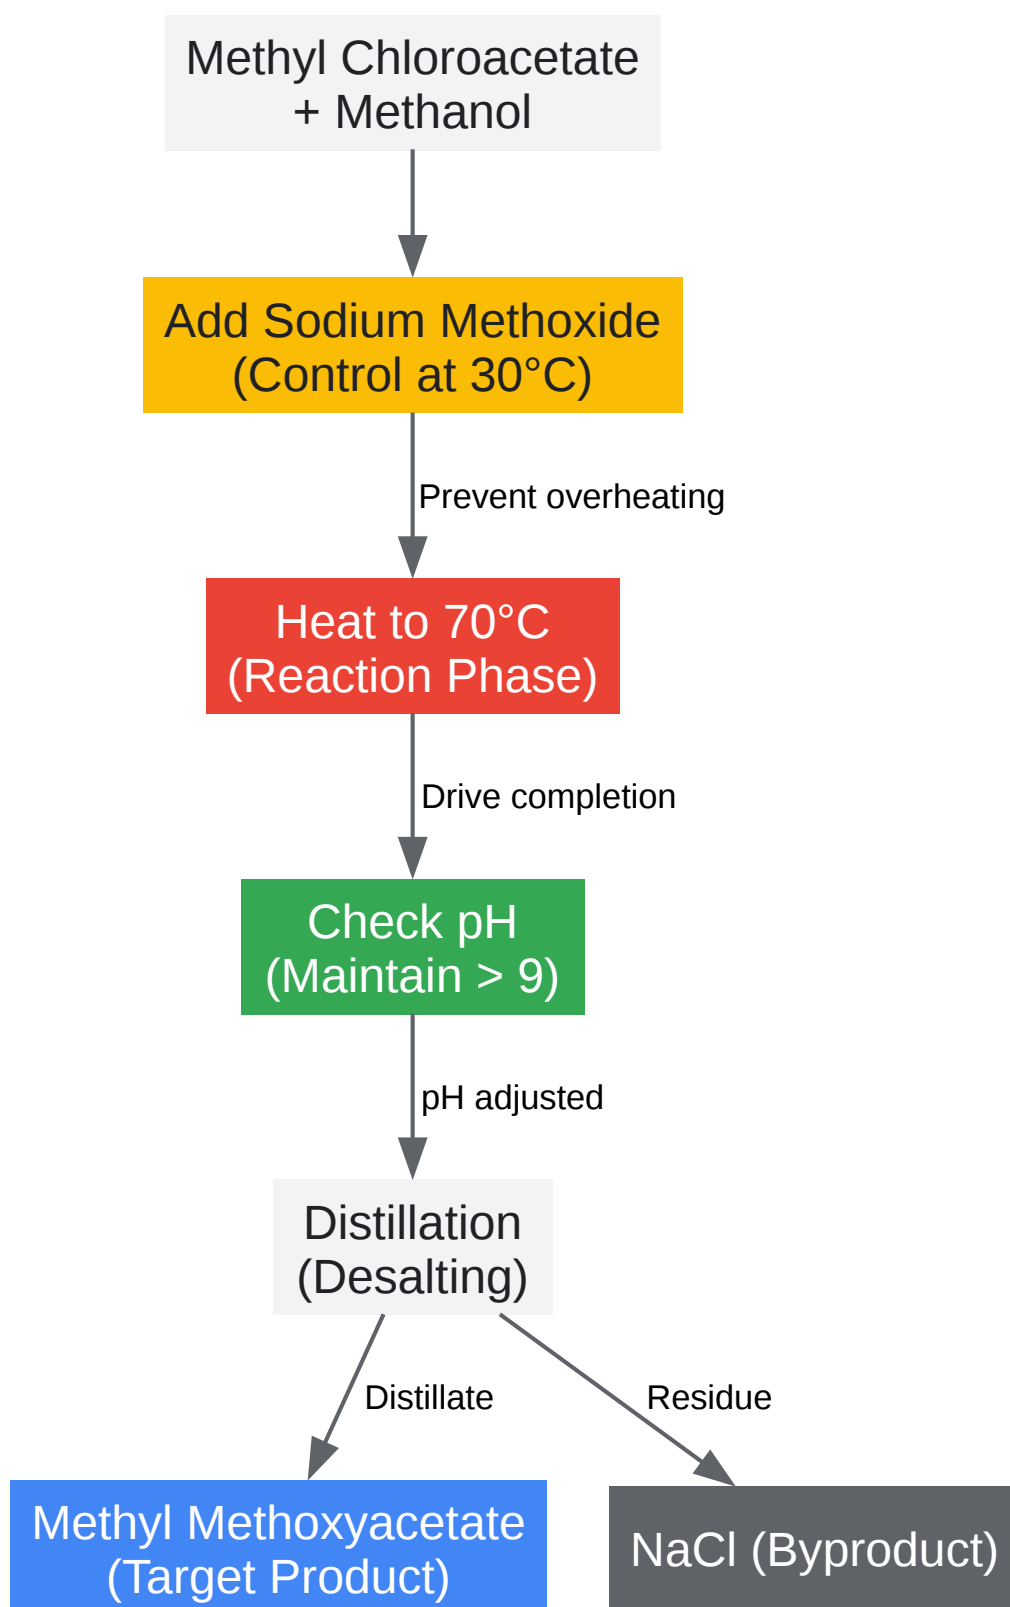 Methyl Chloroacetate
+ Methanol
Add Sodium Methoxide
(Control at 30°C)
Prevent overheating
Heat to 70°C
(Reaction Phase)
Drive completion
Check pH
(Maintain > 9)
pH adjusted
Distillation
(Desalting)
Distillate
Residue
Methyl Methoxyacetate
(Target Product)
NaCl (Byproduct)